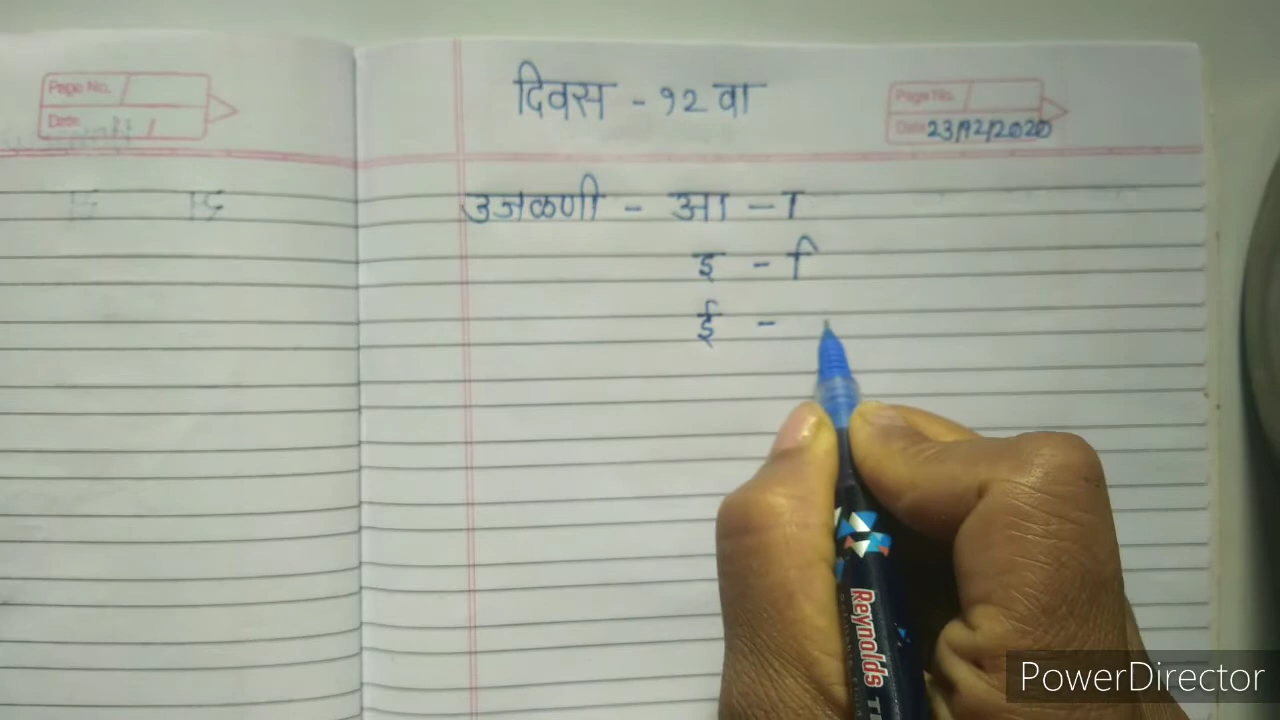 Page No.
Date
दिवस - १२ वा
Page No.
Date 23/12/2020
उजळणी - आ - ा
इ - ि
ई -
Reynolds
PowerDirector